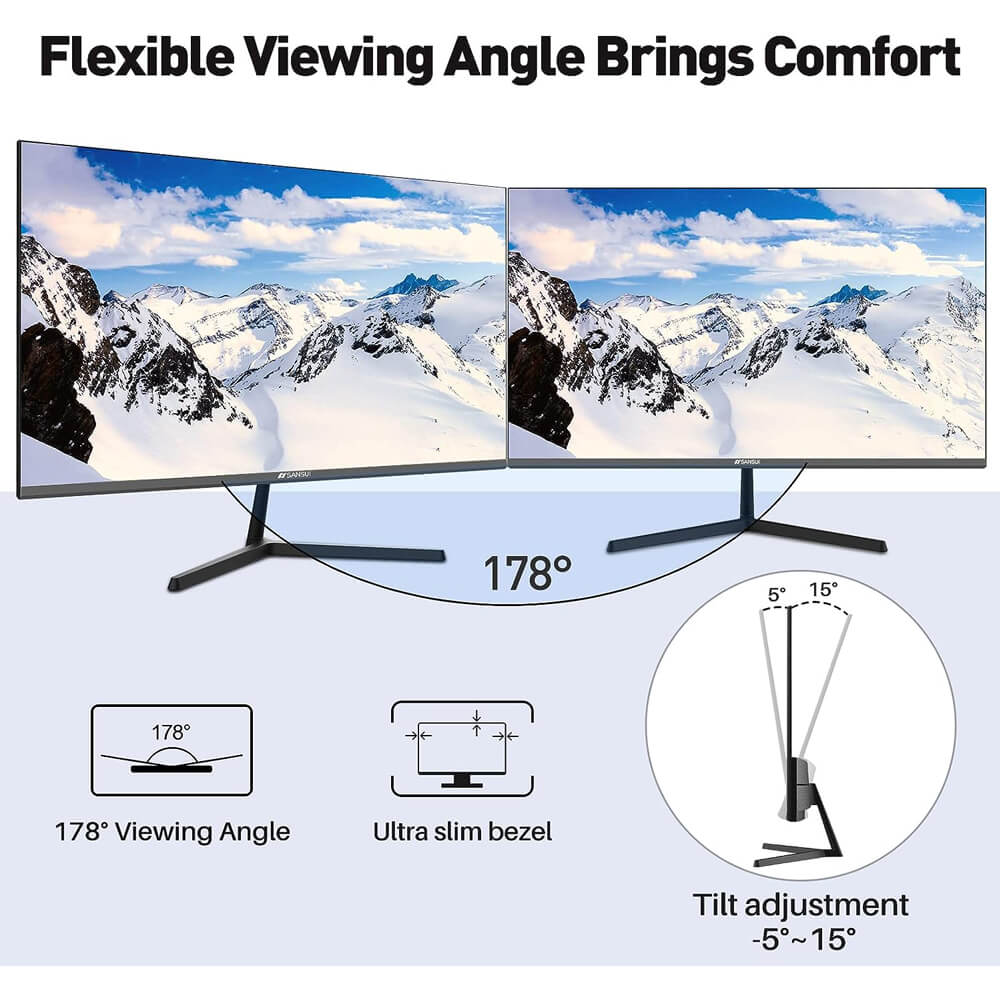 Flexible Viewing Angle Brings Comfort
SANSUI
SANSUI
178°
5°
15°
178°
178° Viewing Angle
Ultra slim bezel
Tilt adjustment
-5°~15°